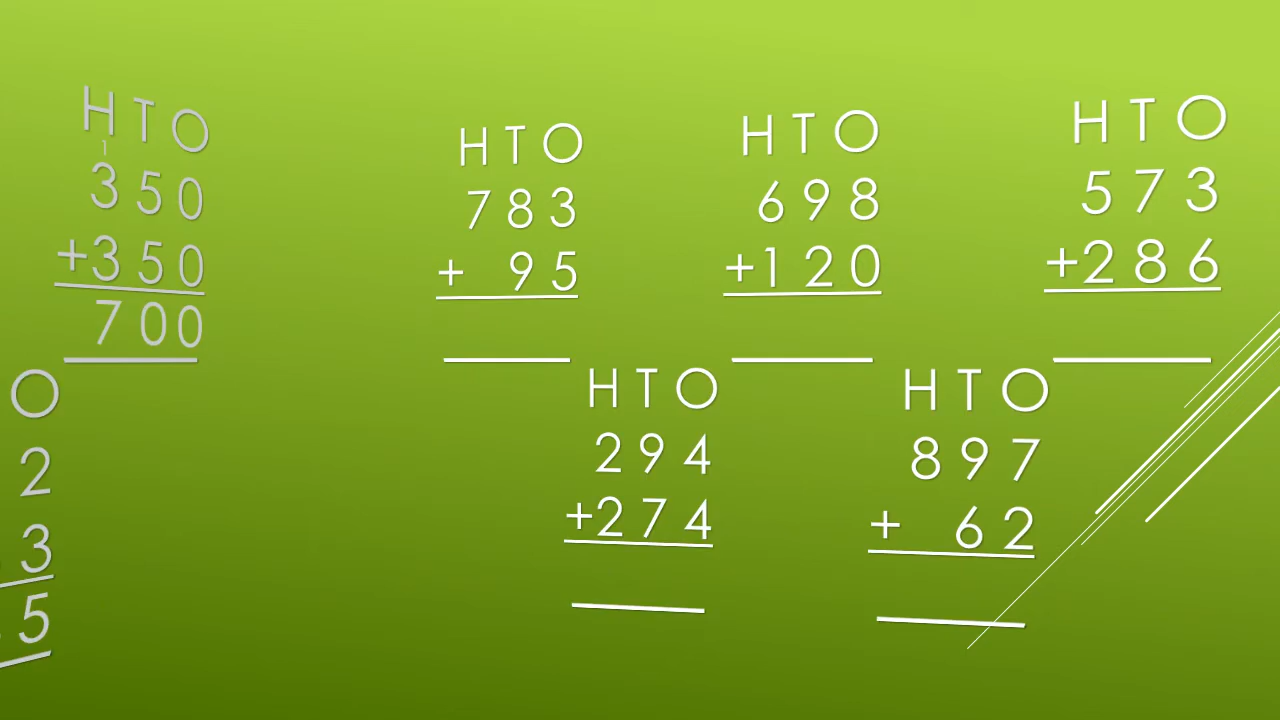 H T O
1
3 5 0
+3 5 0
7 0 0
H T O
7 8 3
+ 9 5
H T O
6 9 8
+1 2 0
H T O
5 7 3
+2 8 6
O
2
3
5
H T O
2 9 4
+2 7 4
H T O
8 9 7
+ 6 2